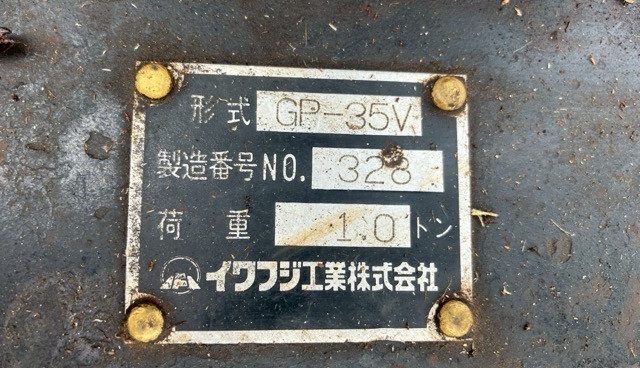 形式 GP-35V
製造番号NO. 328
荷重 1.0トン
イワフジ工業株式会社